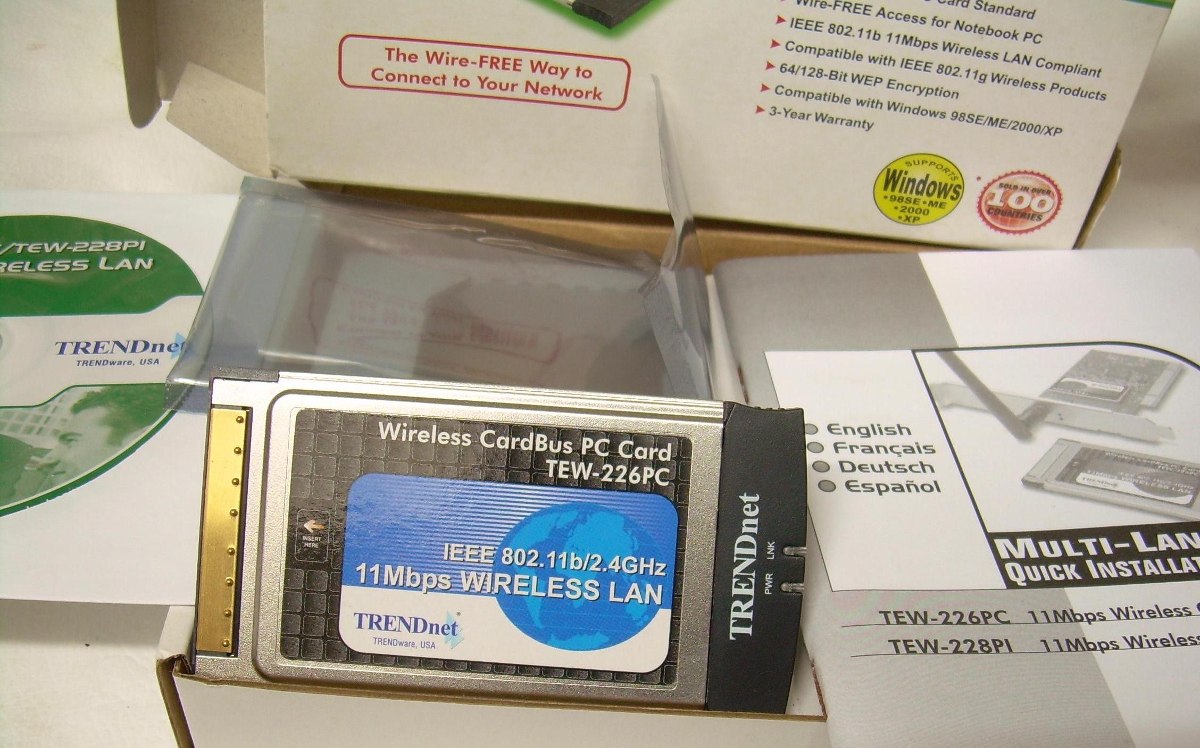 Card Standard
Wire-FREE Access for Notebook PC
IEEE 802.11b 11Mbps Wireless LAN Compliant
Compatible with IEEE 802.11g Wireless Products
64/128-Bit WEP Encryption
Compatible with Windows 98SE/ME/2000/XP
3-Year Warranty
The Wire-FREE Way to
Connect to Your Network
SUPPORTS
Windows
•98SE •ME
•2000
•XP
SOLD IN OVER
100
COUNTRIES
/TEW-228PI
RELESS LAN
TRENDnet
TRENDware, USA
Wireless CardBus PC Card
TEW-226PC
INSERT
HERE
IEEE 802.11b/2.4GHz
11Mbps WIRELESS LAN
TRENDnet
TRENDware, USA
TRENDnet
PWR LNK
English
Français
Deutsch
Español
MULTI-LAN
QUICK INSTALLAT
TEW-226PC 11Mbps Wireless
TEW-228PI 11Mbps Wireless